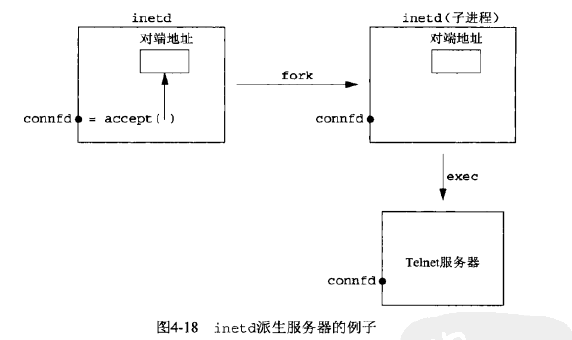 inetd
对端地址
connfd = accept( )
fork
inetd(子进程)
对端地址
connfd
exec
Telnet服务器
connfd
图4-18 inetd派生服务器的例子